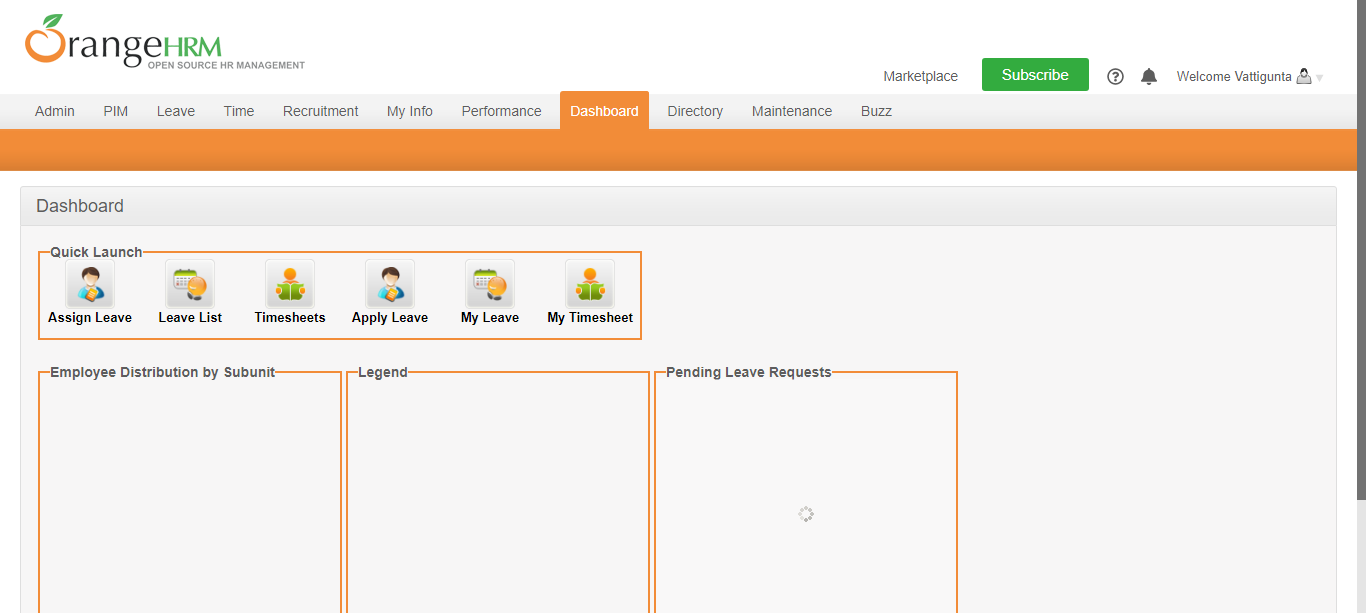 OrangeHRM
OPEN SOURCE HR MANAGEMENT
Marketplace
Subscribe
?
Welcome Vattigunta
Admin PIM Leave Time Recruitment My Info Performance Dashboard Directory Maintenance Buzz
Dashboard
Quick Launch
Assign Leave Leave List Timesheets Apply Leave My Leave My Timesheet
Employee Distribution by Subunit Legend Pending Leave Requests